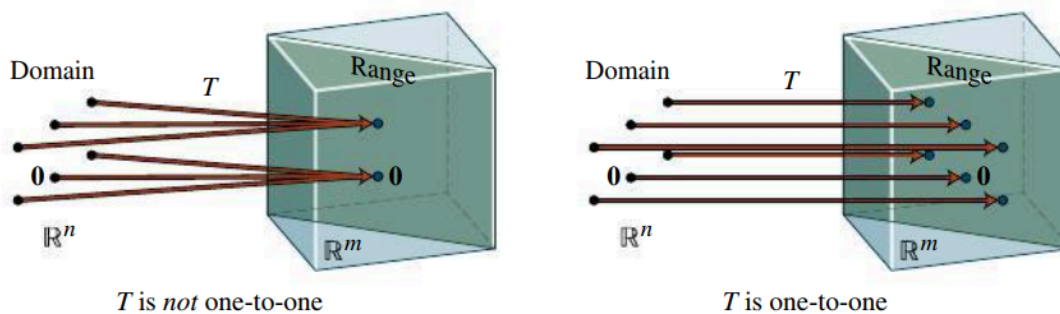 Domain
T
Range
0
0
ℝⁿ
ℝᵐ
T is not one-to-one
Domain
T
Range
0
0
ℝⁿ
ℝᵐ
T is one-to-one